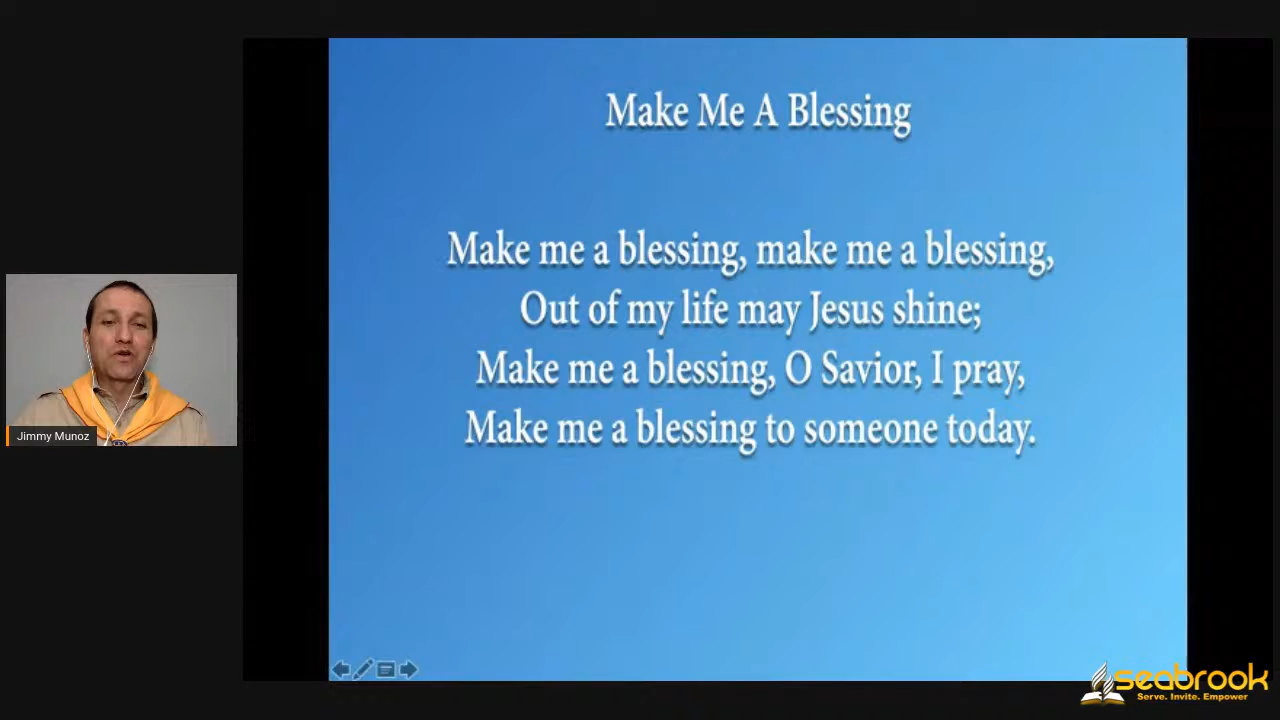 Make Me A Blessing
Make me a blessing, make me a blessing,
Out of my life may Jesus shine;
Make me a blessing, O Savior, I pray,
Make me a blessing to someone today.
Jimmy Munoz
seabrook
Serve. Invite. Empower